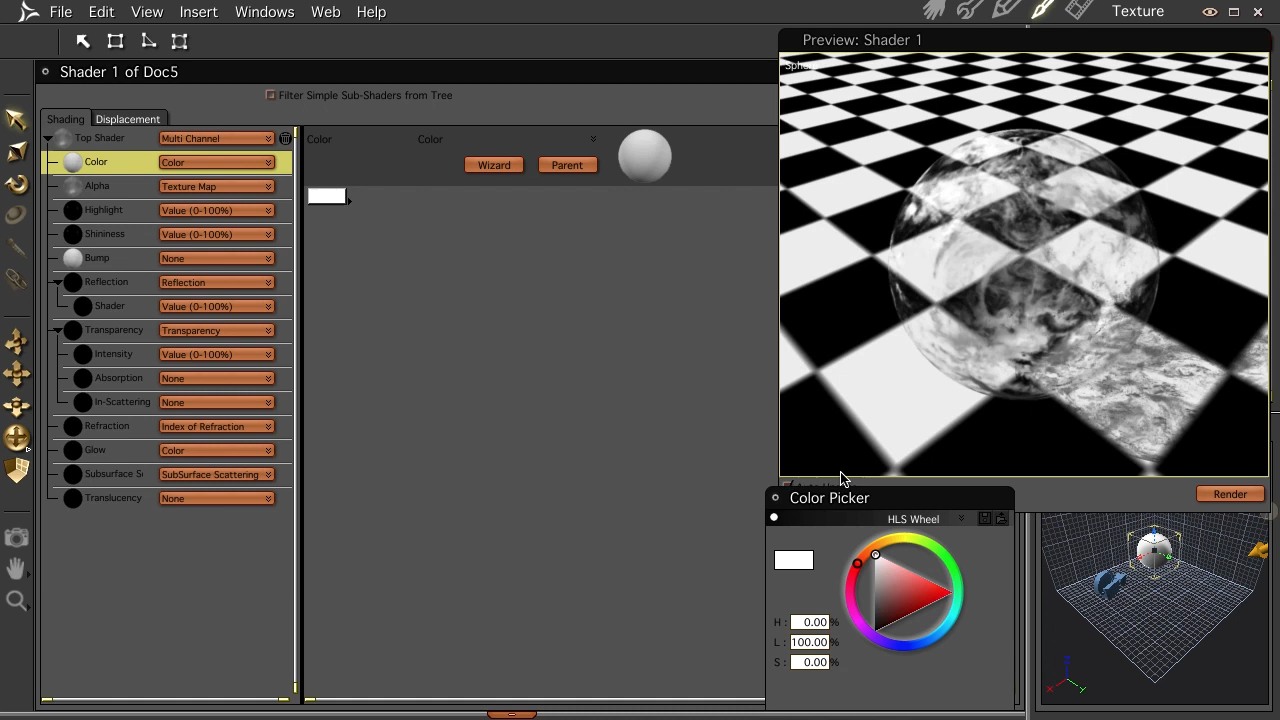 File Edit View Insert Windows Web Help
Texture
Preview: Shader 1
Shader 1 of Doc5
Filter Simple Sub-Shaders from Tree
Shading Displacement
Top Shader Multi Channel
Color Color
Alpha Texture Map
Highlight Value (0-100%)
Shininess Value (0-100%)
Bump None
Reflection Reflection
Shader Value (0-100%)
Transparency Transparency
Intensity Value (0-100%)
Absorption None
In-Scattering None
Refraction Index of Refraction
Glow Color
Subsurface SubSurface Scattering
Translucency None
Color Color
Wizard Parent
Render
Color Picker
HLS Wheel
H : 0.00 %
L : 100.00 %
S : 0.00 %